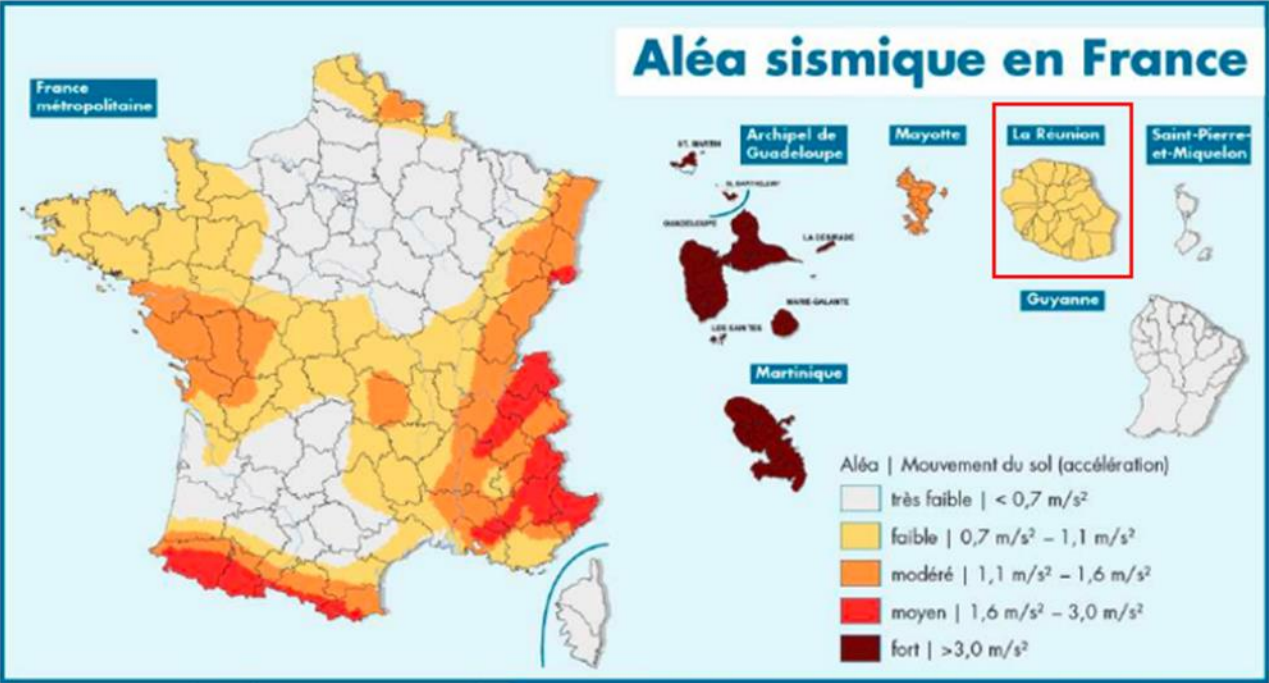 Aléa sismique en France
France
métropolitaine
Archipel de
Guadeloupe
Mayotte
La Réunion
Saint-Pierre-
et-Miquelon
ST. MARTIN
ST. BARTHELEMY
GUADELOUPE
LA DESIRADE
MARIE-GALANTE
LES SAINTES
Guyanne
Martinique
Aléa | Mouvement du sol (accélération)
très faible | < 0,7 m/s²
faible | 0,7 m/s² – 1,1 m/s²
modéré | 1,1 m/s² – 1,6 m/s²
moyen | 1,6 m/s² – 3,0 m/s²
fort | >3,0 m/s²